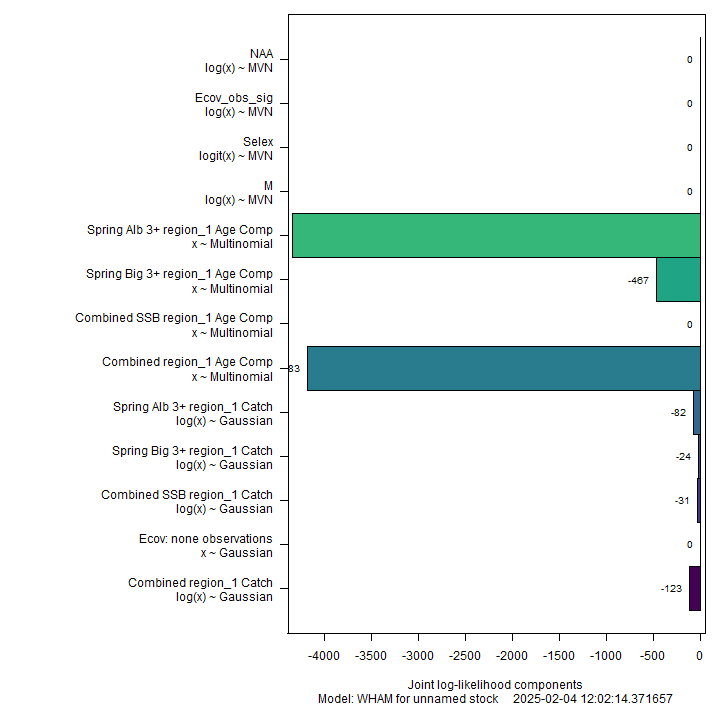 NAA
log(x) ~ MVN
0
Ecov_obs_sig
log(x) ~ MVN
0
Selex
logit(x) ~ MVN
0
M
log(x) ~ MVN
0
Spring Alb 3+ region_1 Age Comp
x ~ Multinomial
Spring Big 3+ region_1 Age Comp
x ~ Multinomial
-467
Combined SSB region_1 Age Comp
x ~ Multinomial
0
Combined region_1 Age Comp
x ~ Multinomial
83
Spring Alb 3+ region_1 Catch
log(x) ~ Gaussian
-82
Spring Big 3+ region_1 Catch
log(x) ~ Gaussian
-24
Combined SSB region_1 Catch
log(x) ~ Gaussian
-31
Ecov: none observations
x ~ Gaussian
0
Combined region_1 Catch
log(x) ~ Gaussian
-123
-4000 -3500 -3000 -2500 -2000 -1500 -1000 -500 0
Joint log-likelihood components
Model: WHAM for unnamed stock 2025-02-04 12:02:14.371657